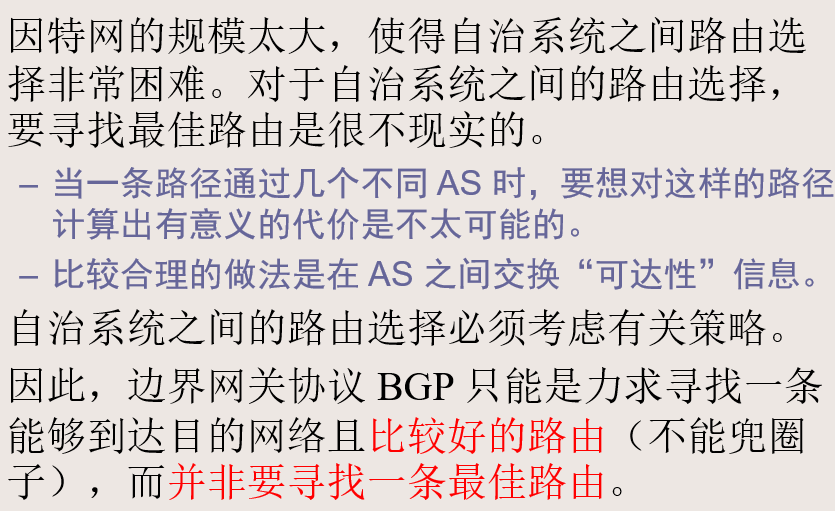 因特网的规模太大，使得自治系统之间路由选
择非常困难。对于自治系统之间的路由选择，
要寻找最佳路由是很不现实的。
– 当一条路径通过几个不同 AS 时，要想对这样的路径
计算出有意义的代价是不太可能的。
– 比较合理的做法是在 AS 之间交换“可达性”信息。
自治系统之间的路由选择必须考虑有关策略。
因此，边界网关协议 BGP 只能是力求寻找一条
能够到达目的网络且比较好的路由（不能兜圈
子），而并非要寻找一条最佳路由。